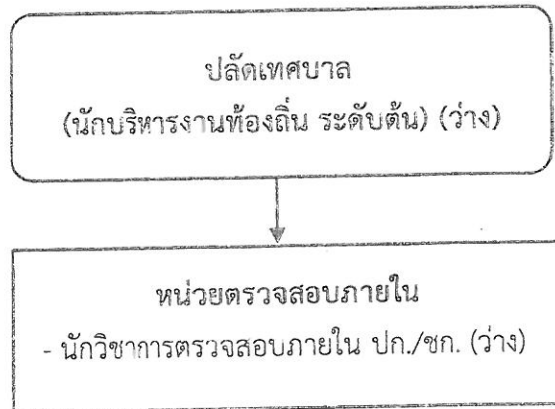 ปลัดเทศบาล
(นักบริหารงานท้องถิ่น ระดับต้น) (ว่าง)
หน่วยตรวจสอบภายใน
- นักวิชาการตรวจสอบภายใน ปก./ชก. (ว่าง)